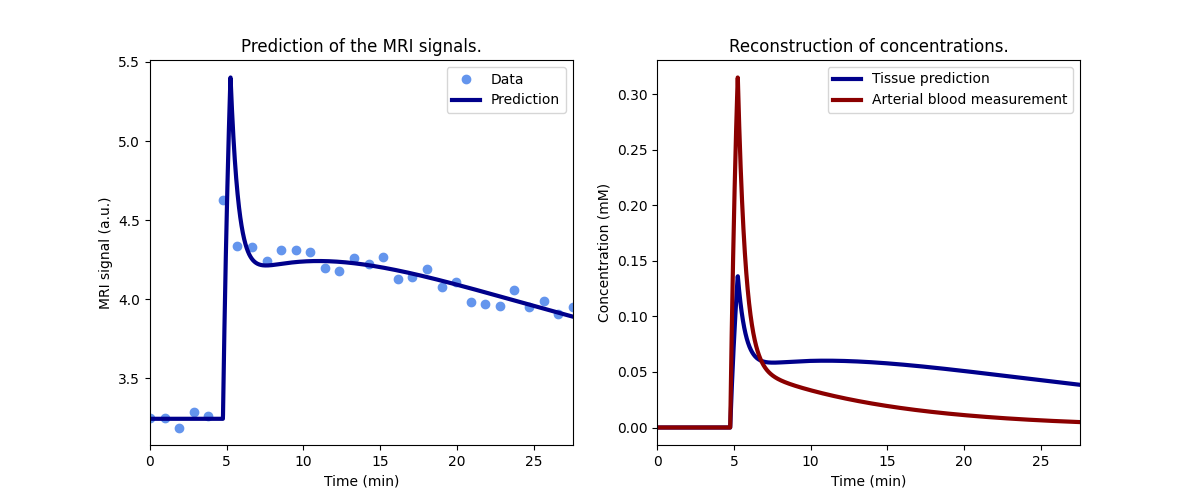 Prediction of the MRI signals.
MRI signal (a.u.)
5.5
5.0
4.5
4.0
3.5
0 5 10 15 20 25
Time (min)
Data
Prediction
Reconstruction of concentrations.
Concentration (mM)
0.30
0.25
0.20
0.15
0.10
0.05
0.00
0 5 10 15 20 25
Time (min)
Tissue prediction
Arterial blood measurement